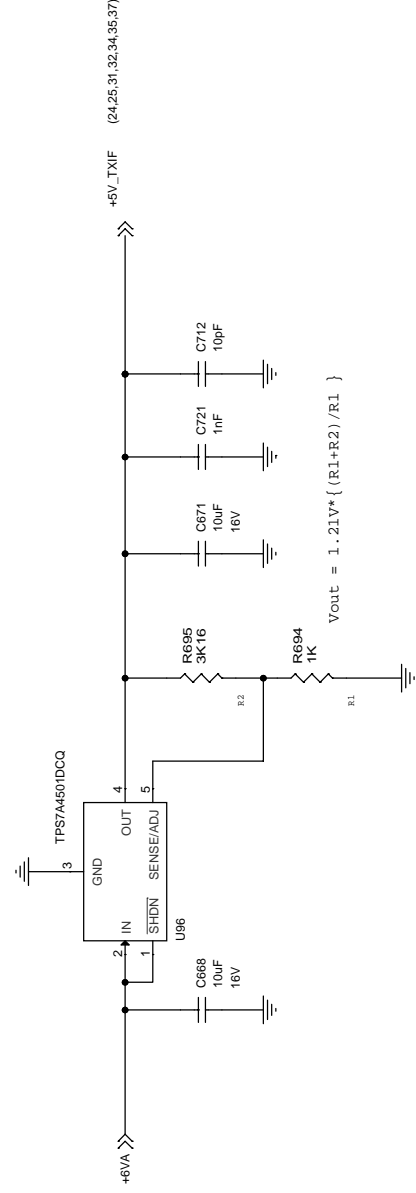 +6VA
C668
10uF
16V
TPS7A4501DCQ
2
IN
1
SHDN
3
GND
OUT
4
SENSE/ADJ
5
U96
R695
3K16
R2
R694
1K
R1
Vout = 1.21V*{(R1+R2)/R1 }
C671
10uF
16V
C721
1nF
C712
10pF
+5V_TXIF (24,25,31,32,34,35,37)